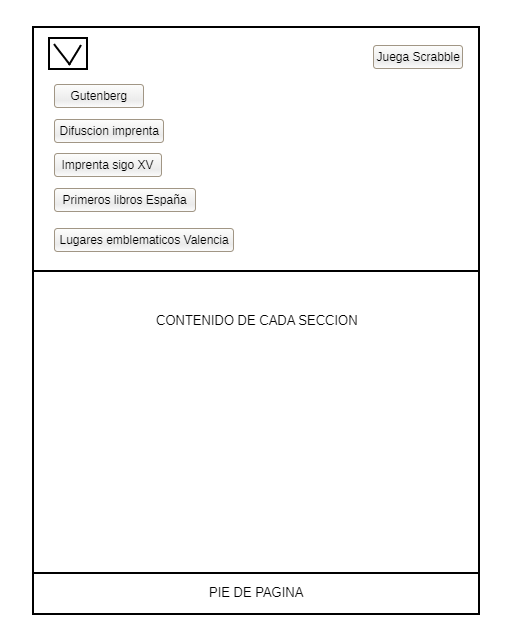 Juega Scrabble
Gutenberg
Difuscion imprenta
Imprenta sigo XV
Primeros libros España
Lugares emblematicos Valencia
CONTENIDO DE CADA SECCION
PIE DE PAGINA